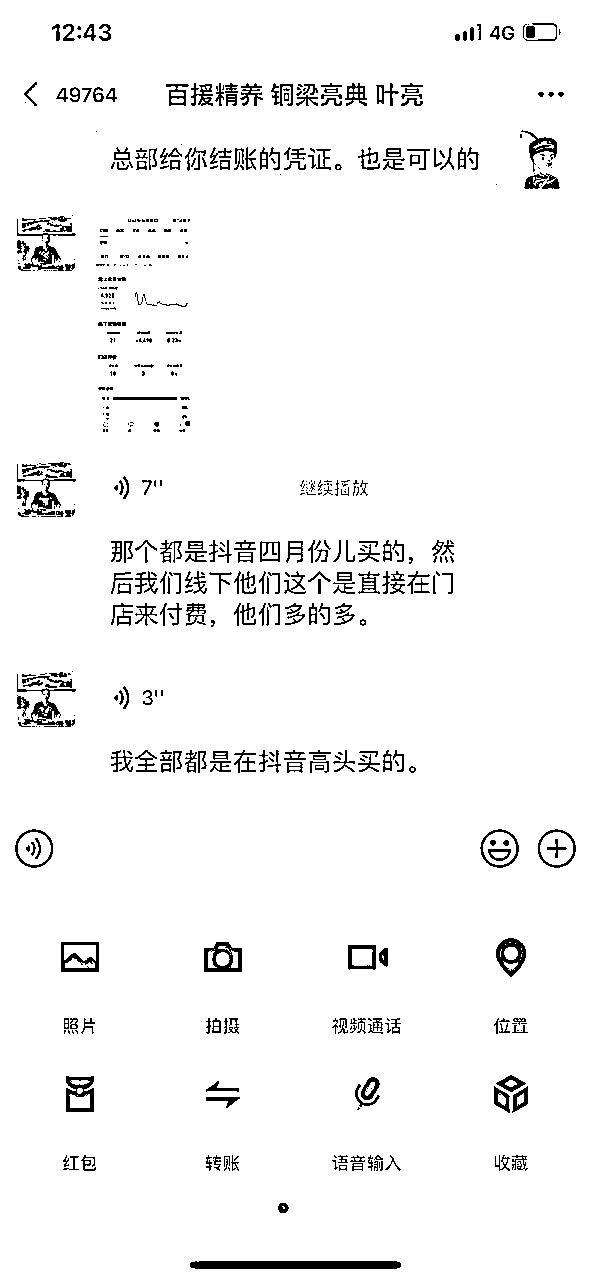 12:43
4G
49764
百援精养 铜梁亮典 叶亮
总部给你结账的凭证。也是可以的
7''
继续播放
那个都是抖音四月份儿买的，然
后我们线下他们这个是直接在门
店来付费，他们多的多。
3''
我全部都是在抖音高头买的。
照片
拍摄
视频通话
位置
红包
转账
语音输入
收藏